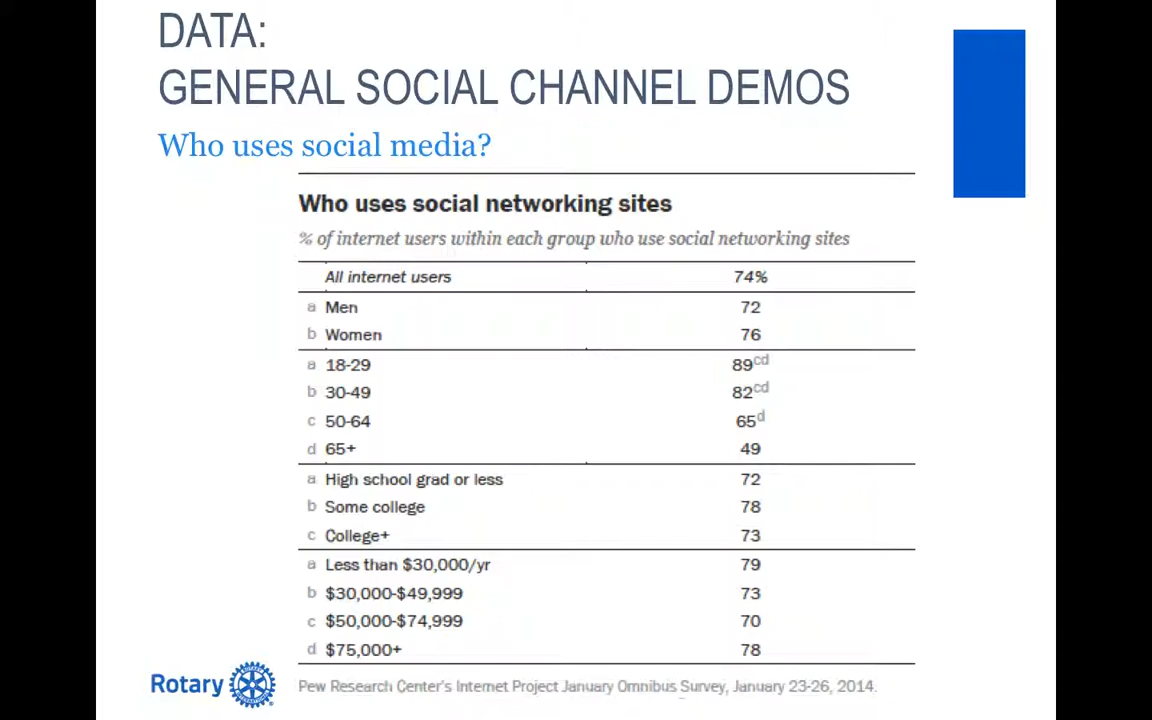 DATA:
GENERAL SOCIAL CHANNEL DEMOS
Who uses social media?
Who uses social networking sites
% of internet users within each group who use social networking sites
All internet users 74%
a Men 72
b Women 76
a 18-29 89cd
b 30-49 82cd
c 50-64 65d
d 65+ 49
a High school grad or less 72
b Some college 78
c College+ 73
a Less than $30,000/yr 79
b $30,000-$49,999 73
c $50,000-$74,999 70
d $75,000+ 78
Rotary
Pew Research Center's Internet Project January Omnibus Survey, January 23-26, 2014.